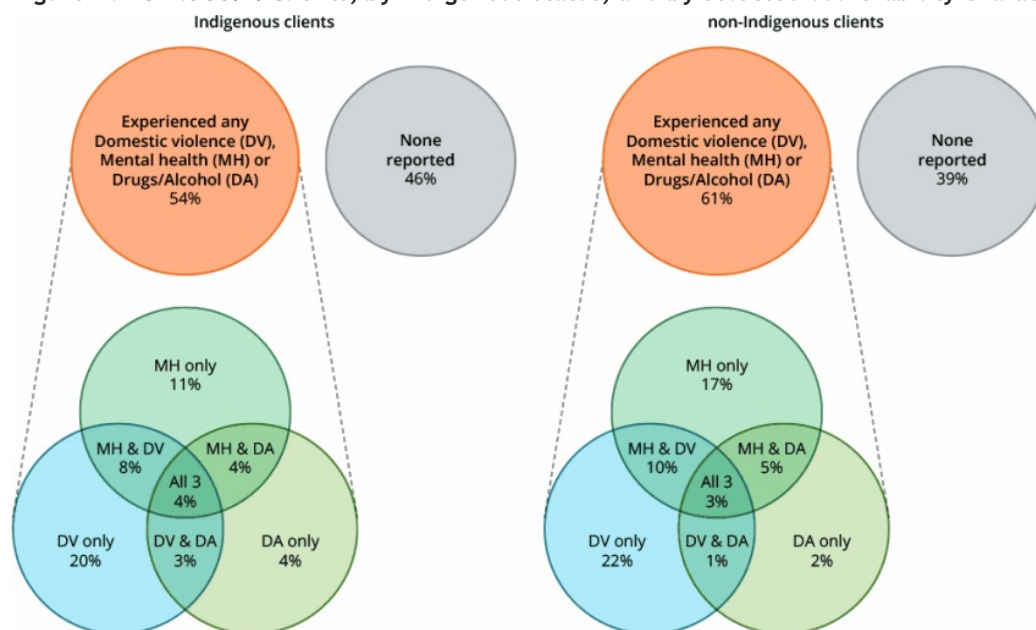 Indigenous clients
non-Indigenous clients
Experienced any
Domestic violence (DV),
Mental health (MH) or
Drugs/Alcohol (DA)
54%
None
reported
46%
Experienced any
Domestic violence (DV),
Mental health (MH) or
Drugs/Alcohol (DA)
61%
None
reported
39%
MH only
11%
MH & DV
8%
MH & DA
4%
All 3
4%
DV only
20%
DV & DA
3%
DA only
4%
MH only
17%
MH & DV
10%
MH & DA
5%
All 3
3%
DV only
22%
DV & DA
1%
DA only
2%